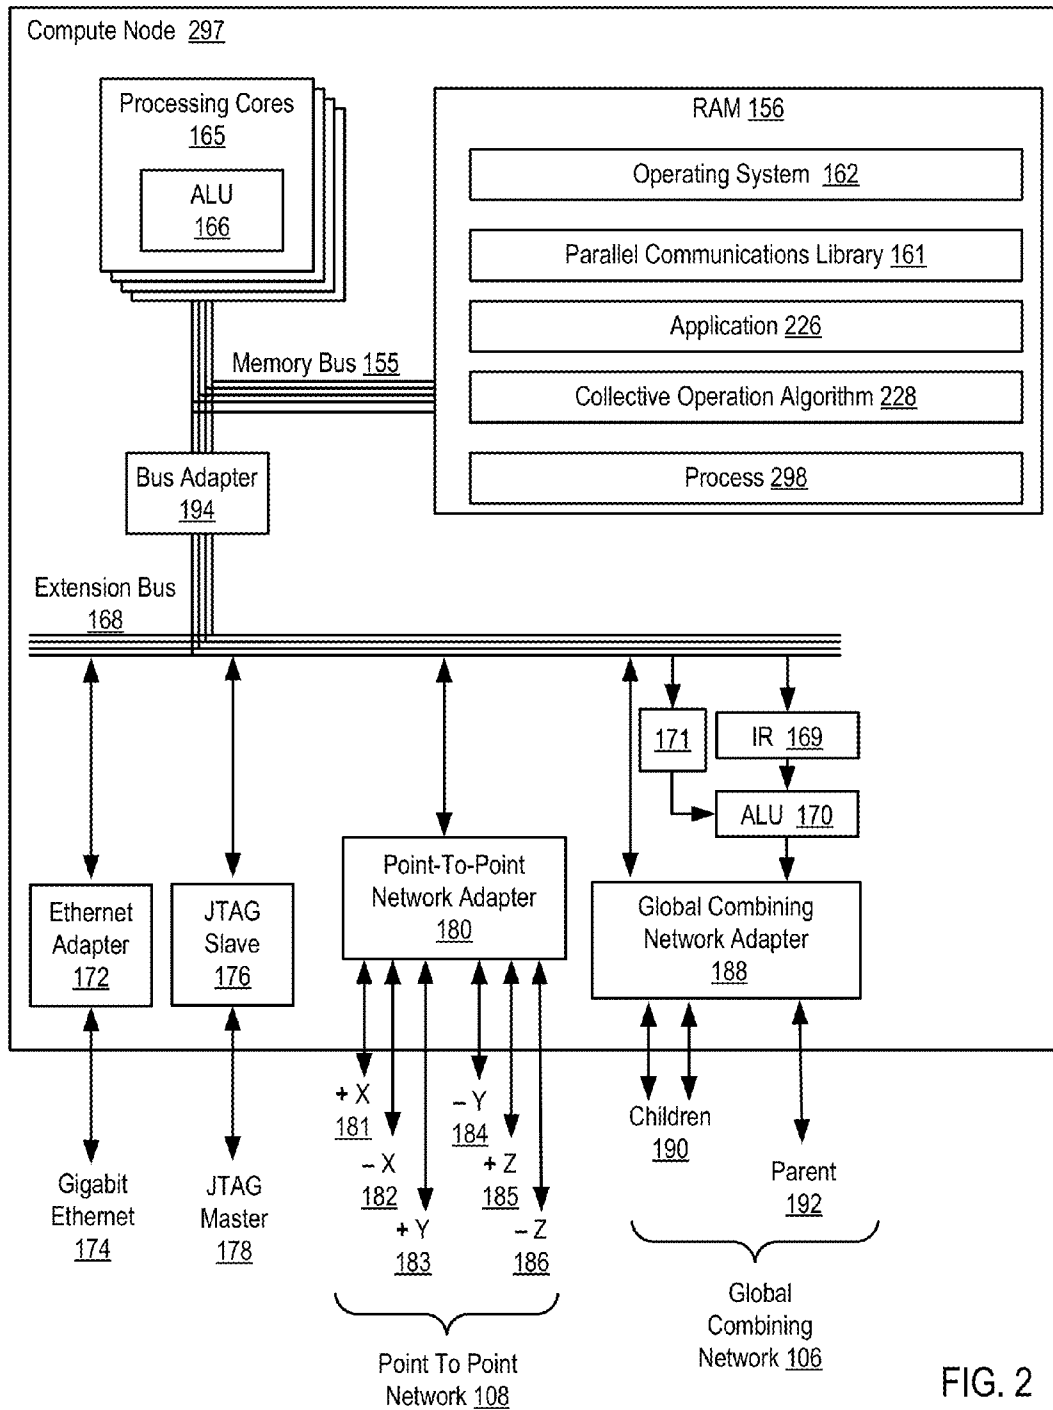 Compute Node 297
Processing Cores
165
ALU
166
RAM 156
Operating System 162
Parallel Communications Library 161
Application 226
Collective Operation Algorithm 228
Process 298
Memory Bus 155
Bus Adapter
194
Extension Bus
168
171
IR 169
ALU 170
Point-To-Point
Network Adapter
180
Ethernet
Adapter
172
JTAG
Slave
176
Global Combining
Network Adapter
188
+ X
181
– X
182
+ Y
183
– Y
184
+ Z
185
– Z
186
Children
190
Parent
192
Gigabit
Ethernet
174
JTAG
Master
178
Point To Point
Network 108
Global
Combining
Network 106
FIG. 2